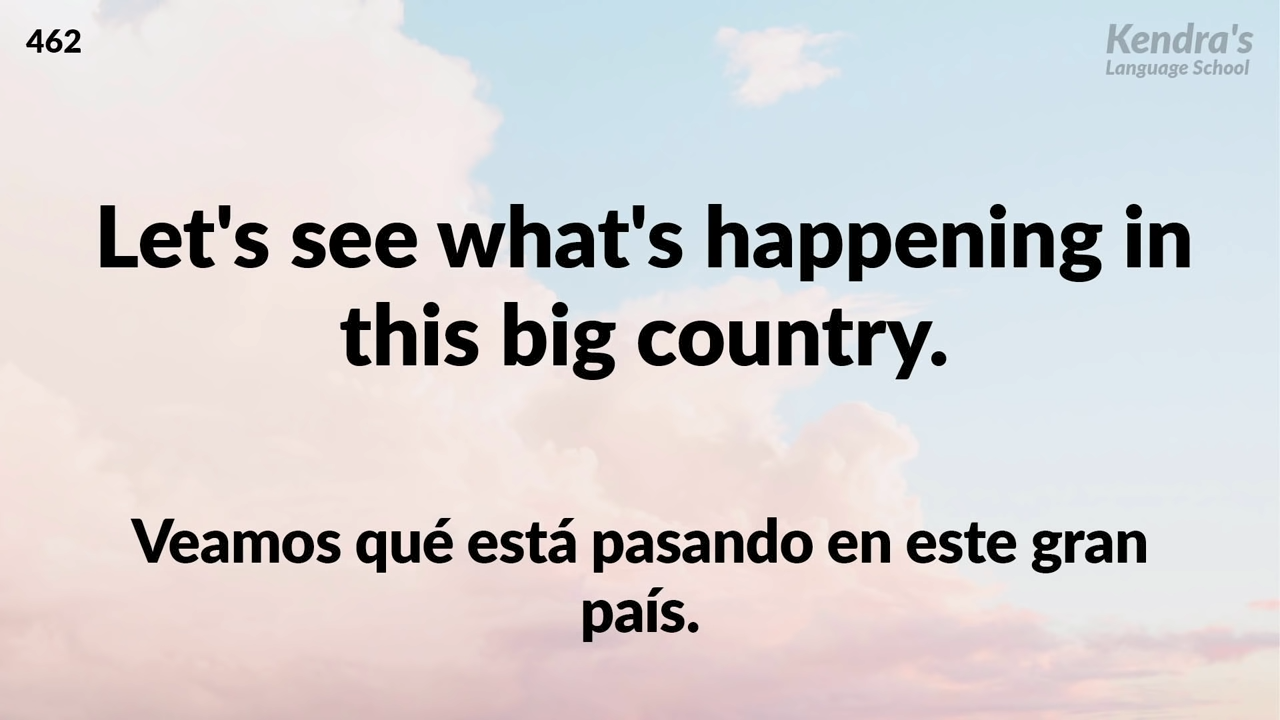 462
Kendra's
Language School
Let's see what's happening in
this big country.
Veamos qué está pasando en este gran
país.